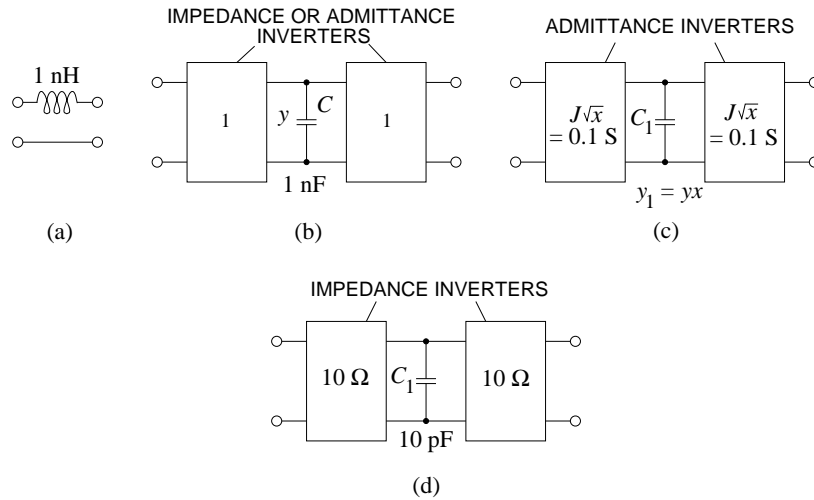 IMPEDANCE OR ADMITTANCE
INVERTERS
ADMITTANCE INVERTERS
1 nH
1
y
C
1
1 nF
J√x
= 0.1 S
C1
J√x
= 0.1 S
y1 = yx
(a)
(b)
(c)
IMPEDANCE INVERTERS
10 Ω
C1
10 Ω
10 pF
(d)